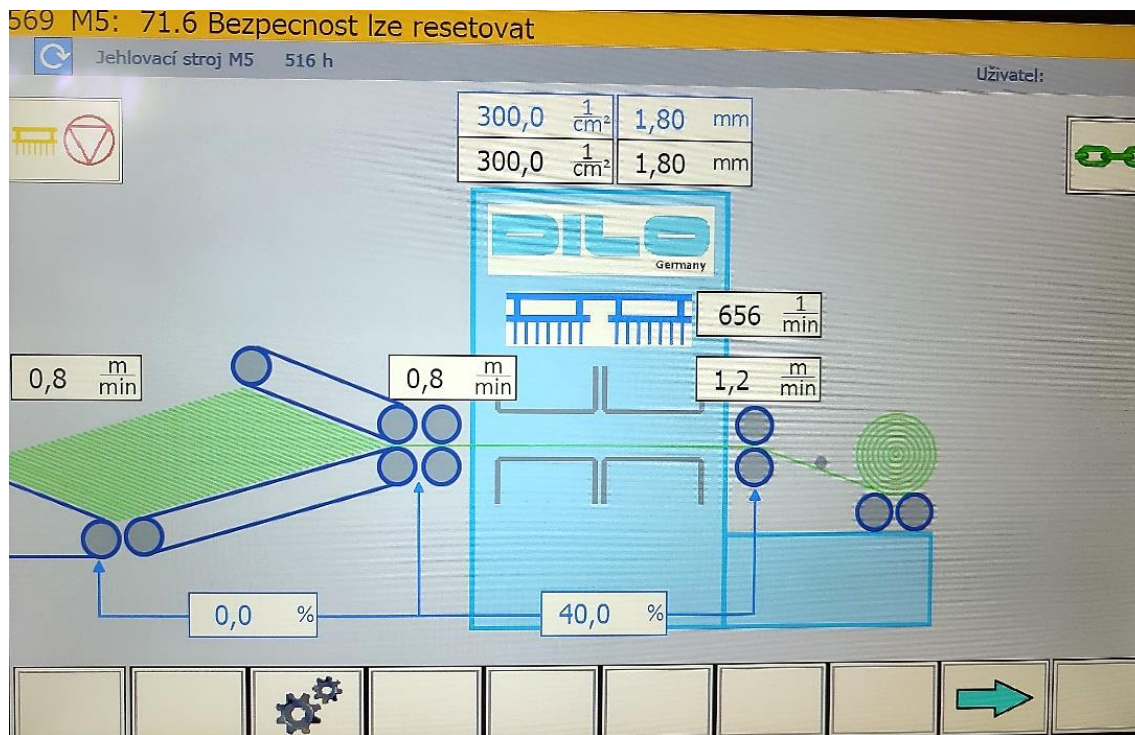 569 M5: 71.6 Bezpecnost lze resetovat
Jehlovací stroj M5 516 h
Uživatel:
300,0 1/cm² 1,80 mm
300,0 1/cm² 1,80 mm
DILO
Germany
656 1/min
0,8 m/min 0,8 m/min 1,2 m/min
0,0 % 40,0 %